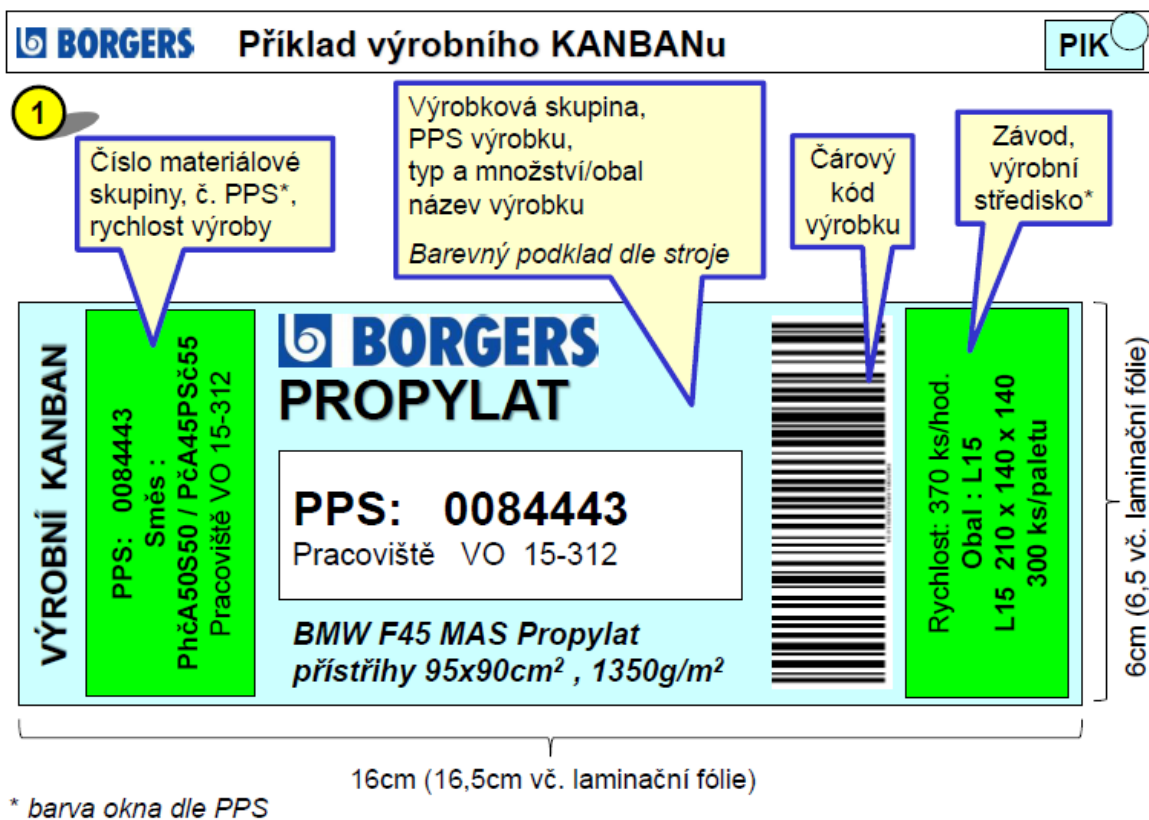 BORGERS
Příklad výrobního KANBANu
PIK
1
Číslo materiálové
skupiny, č. PPS*,
rychlost výroby
Výrobková skupina,
PPS výrobku,
typ a množství/obal
název výrobku
Barevný podklad dle stroje
Čárový
kód
výrobku
Závod,
výrobní
středisko*
VÝROBNÍ KANBAN
PPS: 0084443
Směs :
PhčA50S50 / PčA45PSč55
Pracoviště VO 15-312
BORGERS
PROPYLAT
PPS: 0084443
Pracoviště VO 15-312
BMW F45 MAS Propylat
přístřihy 95x90cm² , 1350g/m²
Rychlost: 370 ks/hod.
Obal : L15
L15 210 x 140 x 140
300 ks/paletu
6cm (6,5 vč. laminační fólie)
16cm (16,5cm vč. laminační fólie)
* barva okna dle PPS